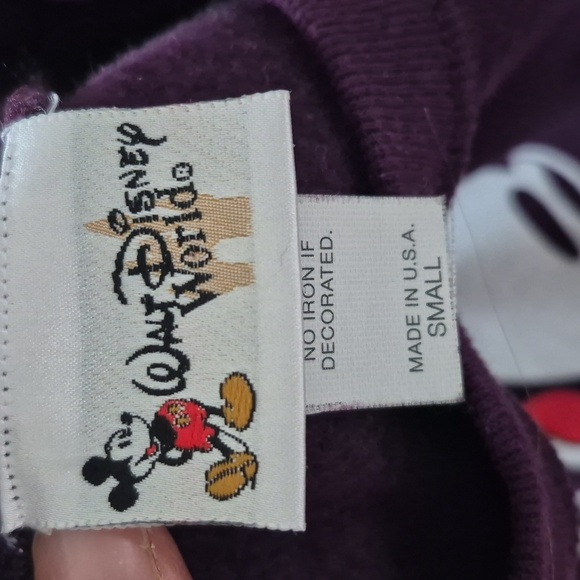 Walt Disney
World®
NO IRON IF
DECORATED.
MADE IN U.S.A.
SMALL